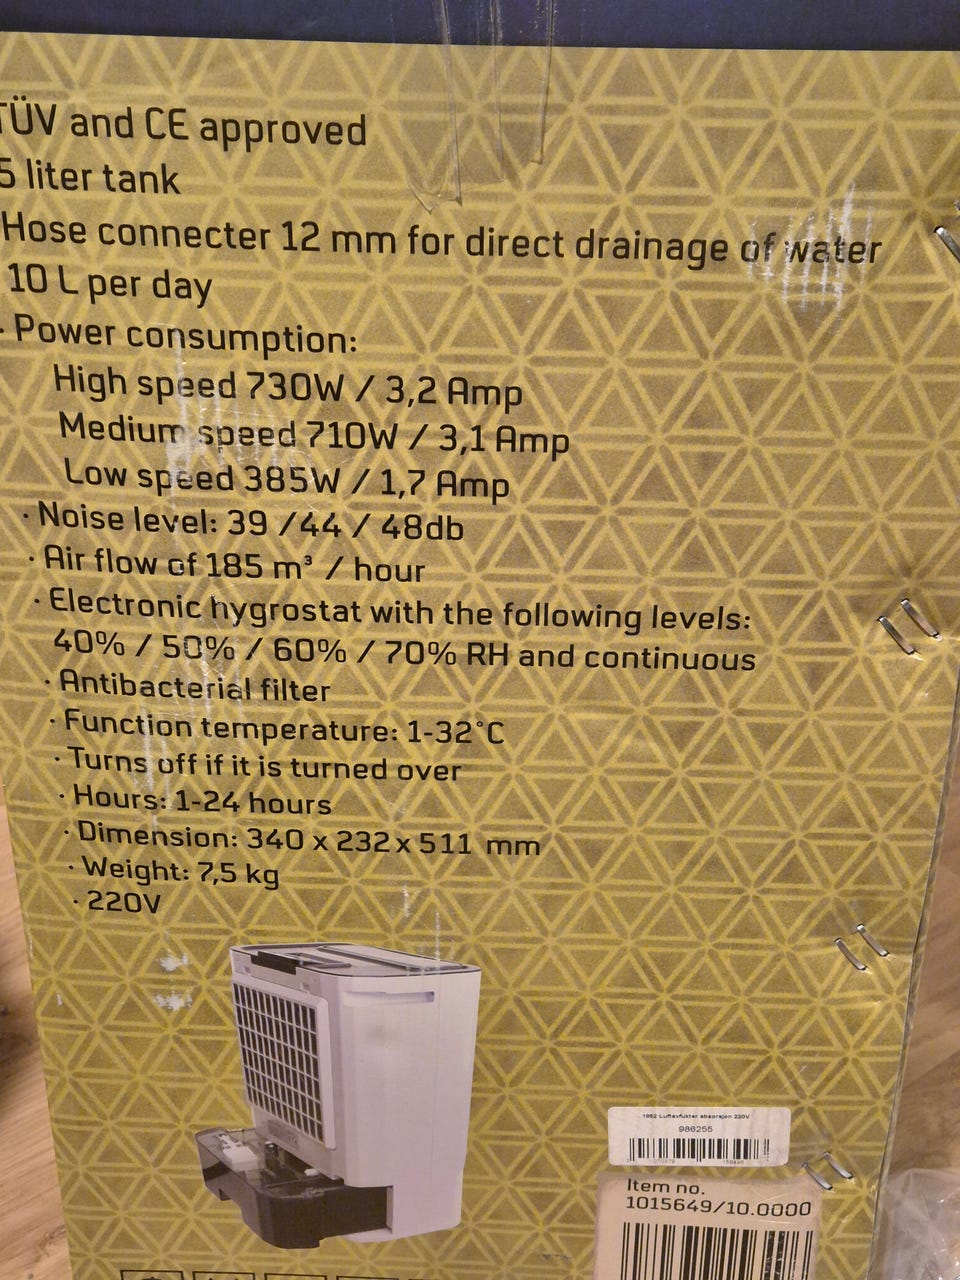 TÜV and CE approved
5 liter tank
Hose connecter 12 mm for direct drainage of water
10 L per day
· Power consumption:
High speed 730W / 3,2 Amp
Medium speed 710W / 3,1 Amp
Low speed 385W / 1,7 Amp
· Noise level: 39 /44 / 48db
· Air flow of 185 m³ / hour
· Electronic hygrostat with the following levels:
40% / 50% / 60% / 70% RH and continuous
· Antibacterial filter
· Function temperature: 1-32°C
· Turns off if it is turned over
· Hours: 1-24 hours
· Dimension: 340 x 232 x 511 mm
· Weight: 7,5 kg
· 220V
1962 Luftavfukter absorsjon 220V
986255
Item no.
1015649/10.0000